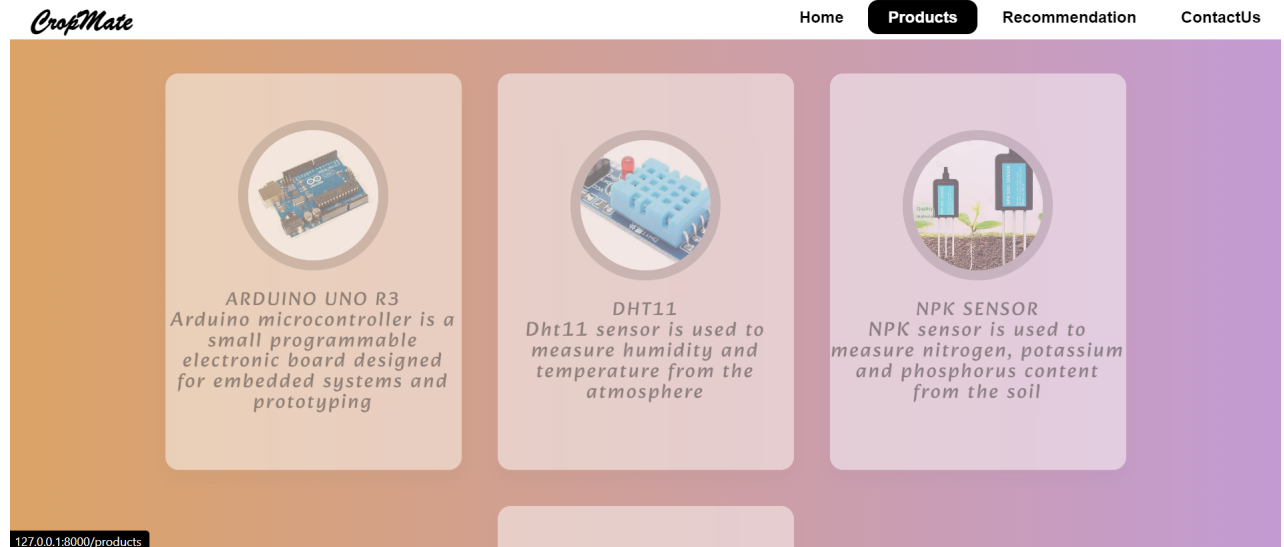 CropMate
Home
Products
Recommendation
ContactUs
ARDUINO UNO R3
Arduino microcontroller is a
small programmable
electronic board designed
for embedded systems and
prototyping
DHT11
Dht11 sensor is used to
measure humidity and
temperature from the
atmosphere
NPK SENSOR
NPK sensor is used to
measure nitrogen, potassium
and phosphorus content
from the soil
127.0.0.1:8000/products